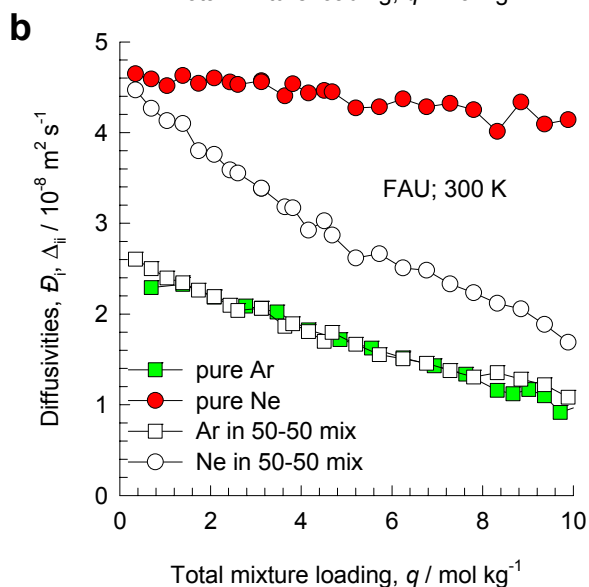 b
5
4
3
2
1
0
Diffusivities, Đi, Δii / 10-8 m2 s-1
FAU; 300 K
pure Ar
pure Ne
Ar in 50-50 mix
Ne in 50-50 mix
0 2 4 6 8 10
Total mixture loading, q / mol kg-1